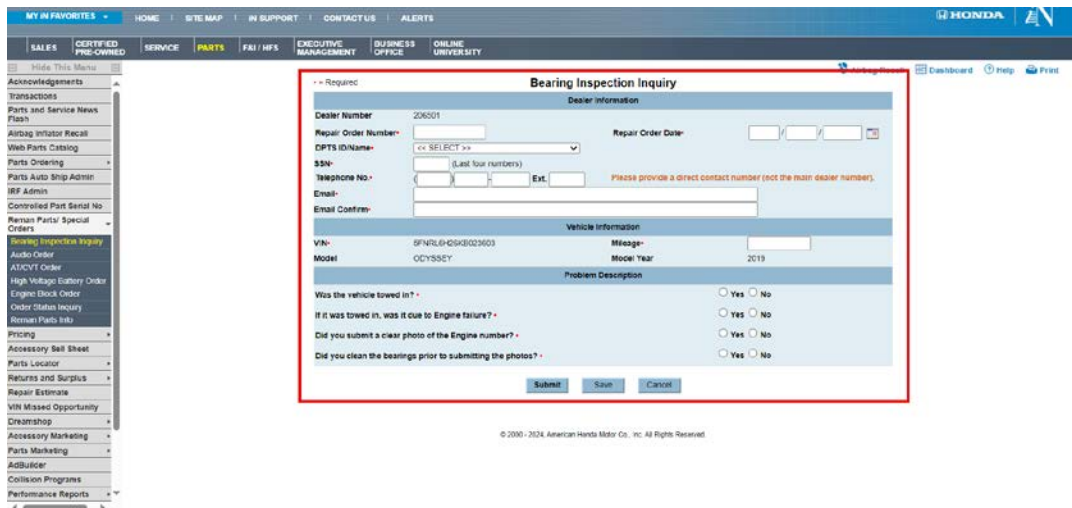 MY iN FAVORITES
HOME | SITE MAP | iN SUPPORT | CONTACT US | ALERTS
HONDA
SALES
CERTIFIED PRE-OWNED
SERVICE
PARTS
F&I / HFS
EXECUTIVE MANAGEMENT
BUSINESS OFFICE
ONLINE UNIVERSITY
Hide This Menu
Airbag Recall Dashboard Help Print
Acknowledgements
Transactions
Parts and Service News
Flash
Airbag Inflator Recall
Web Parts Catalog
Parts Ordering
Parts Auto Ship Admin
IRF Admin
Controlled Part Serial No
Reman Parts/ Special
Orders
Bearing Inspection Inquiry
Audio Order
AT/CVT Order
High Voltage Battery Order
Engine Block Order
Order Status Inquiry
Reman Parts Info
Pricing
Accessory Sell Sheet
Parts Locator
Returns and Surplus
Repair Estimate
VIN Missed Opportunity
Dreamshop
Accessory Marketing
Parts Marketing
AdBuilder
Collision Programs
Performance Reports
• = Required
Bearing Inspection Inquiry
Dealer Information
Dealer Number 206501
Repair Order Number• Repair Order Date• / /
DPTS ID/Name• << SELECT >>
SSN• (Last four numbers)
Telephone No.• ( ) - Ext. Please provide a direct contact number (not the main dealer number).
Email•
Email Confirm•
Vehicle Information
VIN• 5FNRL6H26KB023603 Mileage•
Model ODYSSEY Model Year 2019
Problem Description
Was the vehicle towed in? • Yes No
If it was towed in, was it due to Engine failure? • Yes No
Did you submit a clear photo of the Engine number? • Yes No
Did you clean the bearings prior to submitting the photos? • Yes No
Submit Save Cancel
© 2000 - 2024, American Honda Motor Co., Inc. All Rights Reserved.